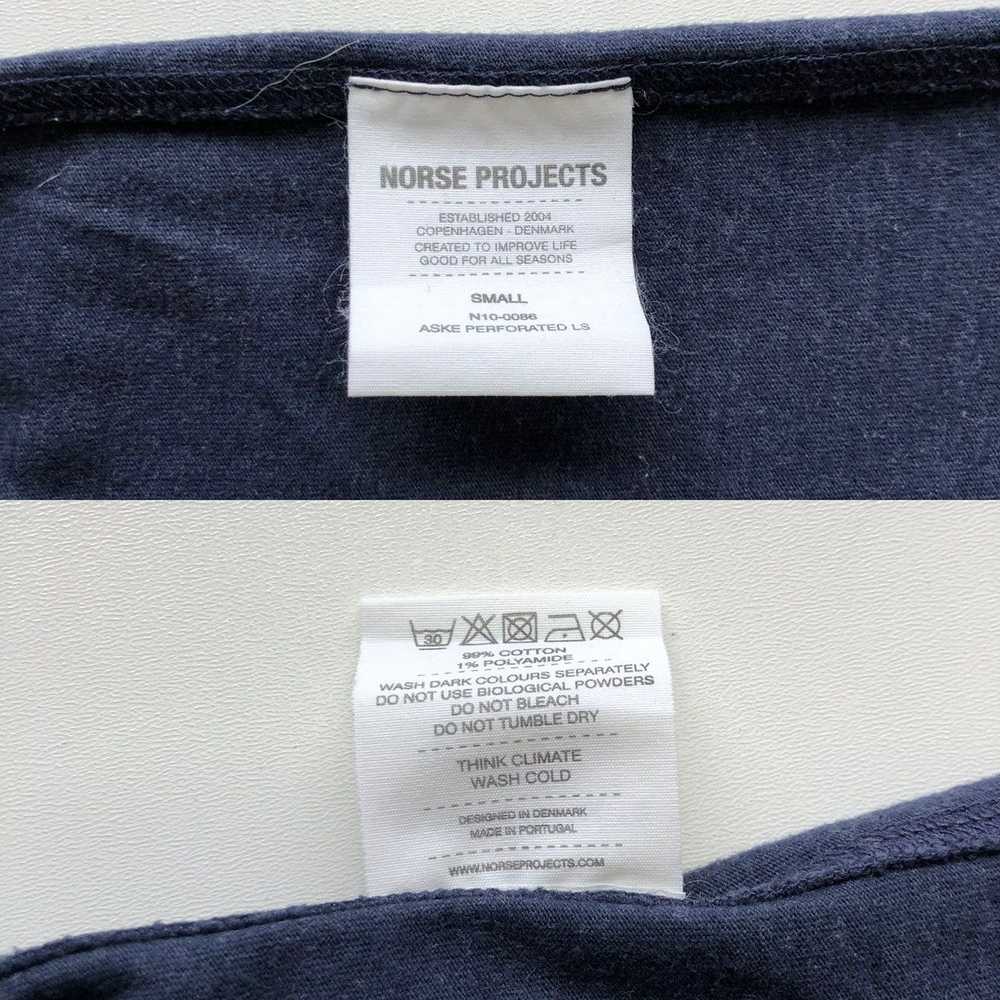 NORSE PROJECTS
ESTABLISHED 2004
COPENHAGEN - DENMARK
CREATED TO IMPROVE LIFE
GOOD FOR ALL SEASONS
SMALL
N10-0086
ASKE PERFORATED LS
30
99% COTTON
1% POLYAMIDE
WASH DARK COLOURS SEPARATELY
DO NOT USE BIOLOGICAL POWDERS
DO NOT BLEACH
DO NOT TUMBLE DRY
THINK CLIMATE
WASH COLD
DESIGNED IN DENMARK
MADE IN PORTUGAL
WWW.NORSEPROJECTS.COM